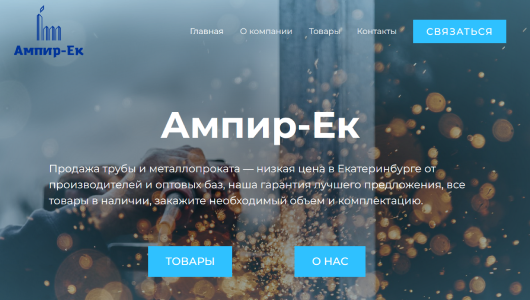 Ампир-Ек
Главная О компании Товары Контакты СВЯЗАТЬСЯ
Ампир-Ек
Продажа трубы и металлопроката — низкая цена в Екатеринбурге от
производителей и оптовых баз, наша гарантия лучшего предложения, все
товары в наличии, закажите необходимый объем и комплектацию.
ТОВАРЫ О НАС